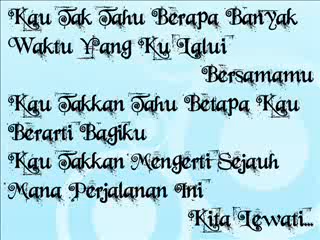 Kau Tak Tahu Berapa Banyak
Waktu Yang Ku Lalui
Bersamamu
Kau Takkan Tahu Betapa Kau
Berarti Bagiku
Kau Takkan Mengerti Sejauh
Mana Perjalanan Ini
Kita Lewati...